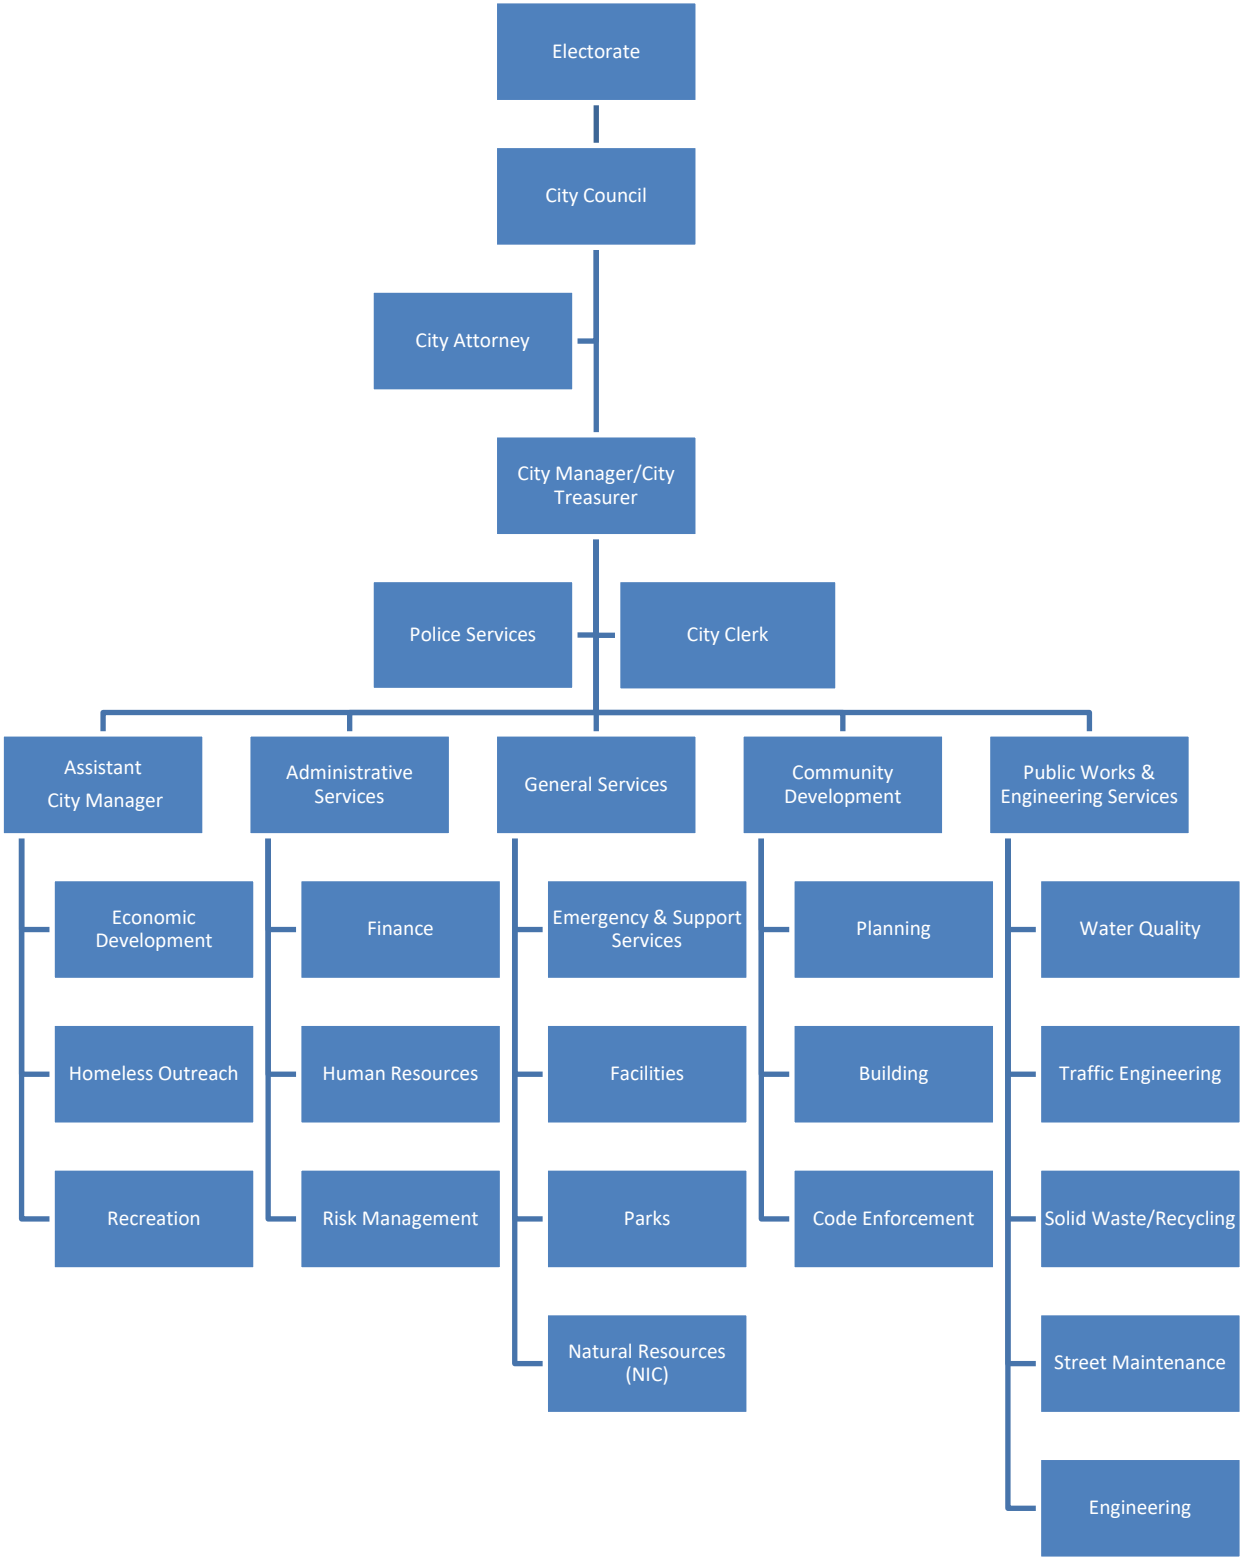 Electorate
City Council
City Attorney
City Manager/City
Treasurer
Police Services
City Clerk
Assistant
City Manager
Administrative
Services
General Services
Community
Development
Public Works &
Engineering Services
Economic
Development
Finance
Emergency & Support
Services
Planning
Water Quality
Homeless Outreach
Human Resources
Facilities
Building
Traffic Engineering
Recreation
Risk Management
Parks
Code Enforcement
Solid Waste/Recycling
Natural Resources
(NIC)
Street Maintenance
Engineering